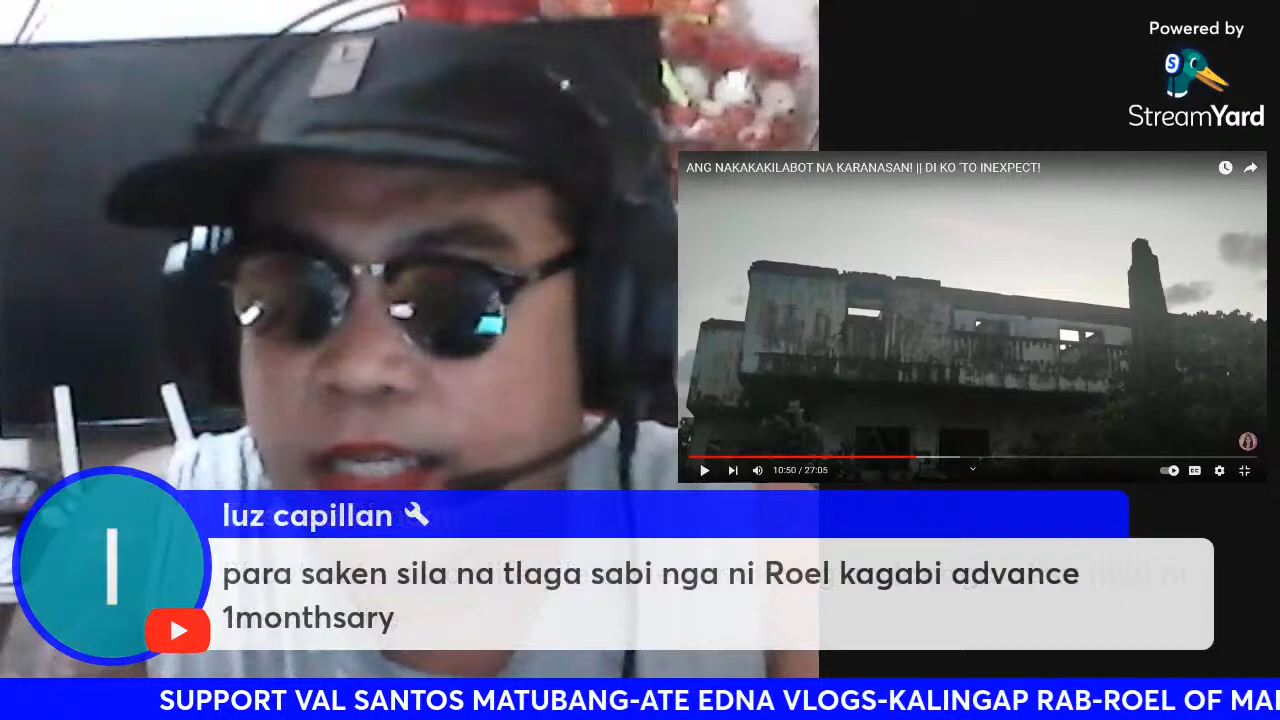 Powered by
StreamYard
ANG NAKAKAKILABOT NA KARANASAN! || DI KO 'TO INEXPECT!
10:50 / 27:05
luz capillan
para saken sila na tlaga sabi nga ni Roel kagabi advance
1monthsary
SUPPORT VAL SANTOS MATUBANG-ATE EDNA VLOGS-KALINGAP RAB-ROEL OF MAL